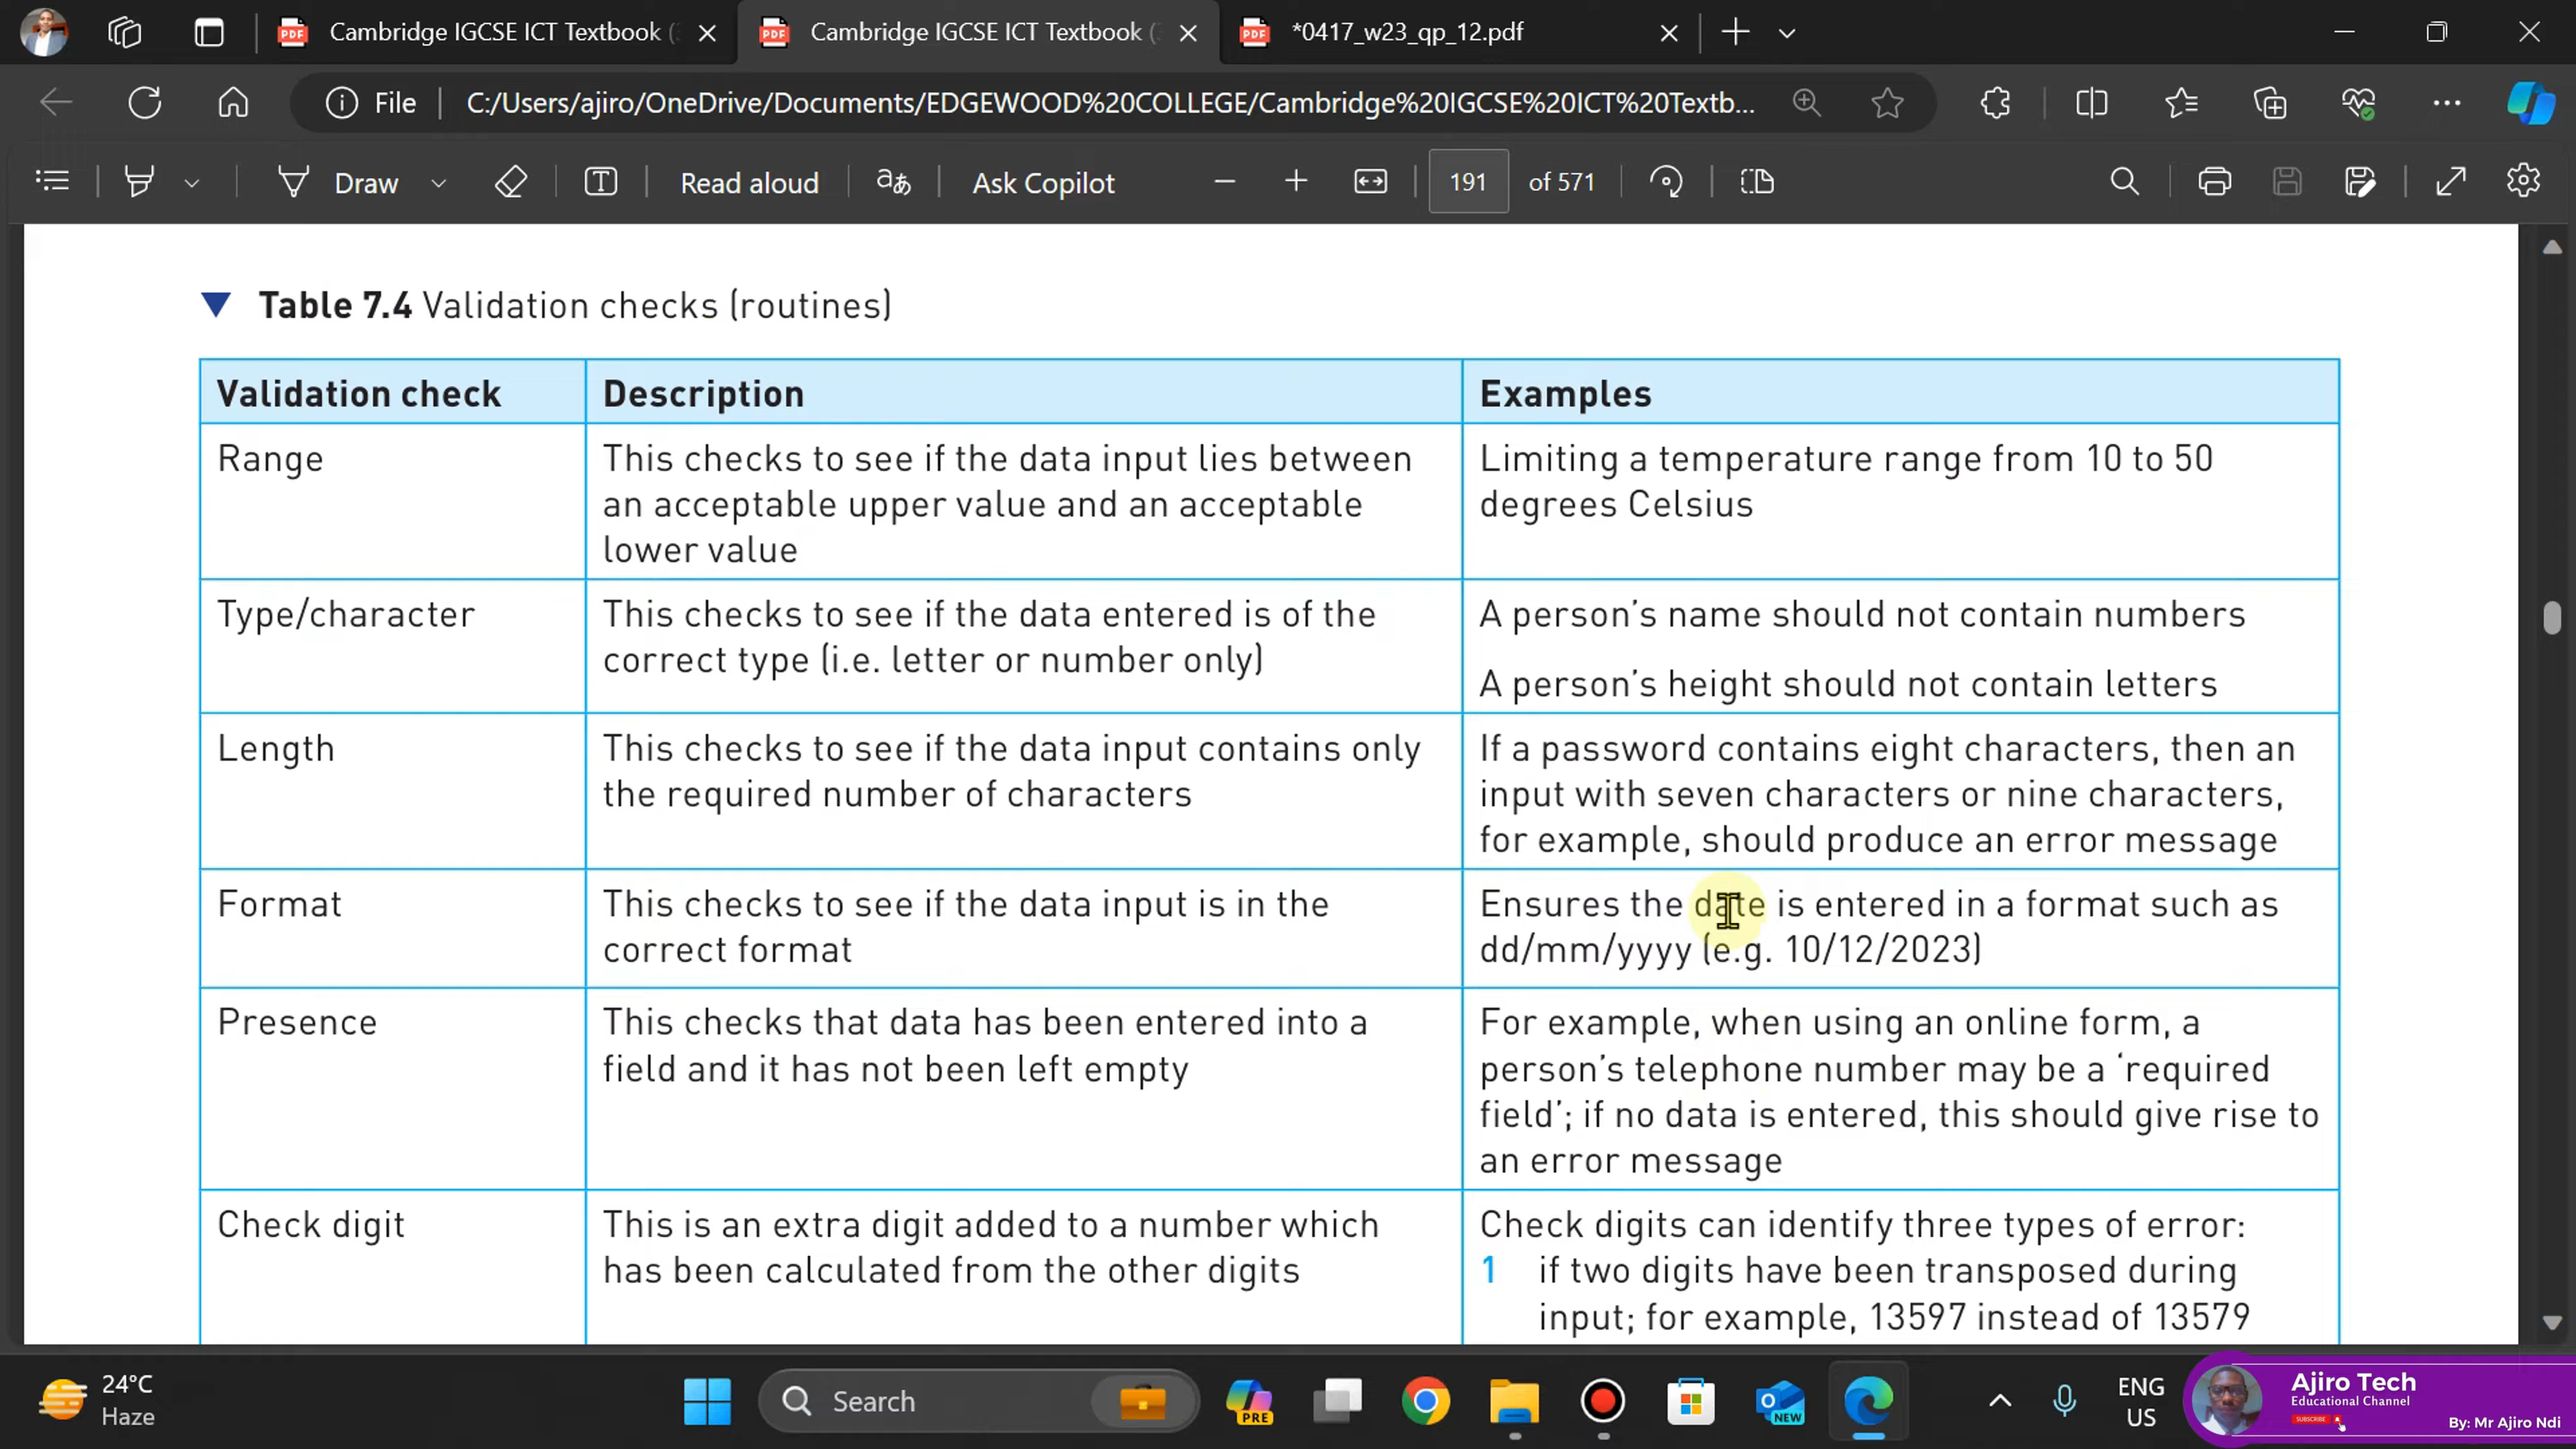 Cambridge IGCSE ICT Textbook (
Cambridge IGCSE ICT Textbook (
*0417_w23_qp_12.pdf
File
C:/Users/ajiro/OneDrive/Documents/EDGEWOOD%20COLLEGE/Cambridge%20IGCSE%20ICT%20Textb...
Draw
Read aloud
Ask Copilot
191 of 571
Table 7.4 Validation checks (routines)
Validation check
Description
Examples
Range
This checks to see if the data input lies between
an acceptable upper value and an acceptable
lower value
Limiting a temperature range from 10 to 50
degrees Celsius
Type/character
This checks to see if the data entered is of the
correct type (i.e. letter or number only)
A person's name should not contain numbers
A person's height should not contain letters
Length
This checks to see if the data input contains only
the required number of characters
If a password contains eight characters, then an
input with seven characters or nine characters,
for example, should produce an error message
Format
This checks to see if the data input is in the
correct format
Ensures the date is entered in a format such as
dd/mm/yyyy (e.g. 10/12/2023)
Presence
This checks that data has been entered into a
field and it has not been left empty
For example, when using an online form, a
person's telephone number may be a ‘required
field’; if no data is entered, this should give rise to
an error message
Check digit
This is an extra digit added to a number which
has been calculated from the other digits
Check digits can identify three types of error:
1 if two digits have been transposed during
input; for example, 13597 instead of 13579
24°C
Haze
Search
PRE
NEW
ENG
US
Ajiro Tech
Educational Channel
SUBSCRIBE
By: Mr Ajiro Ndi